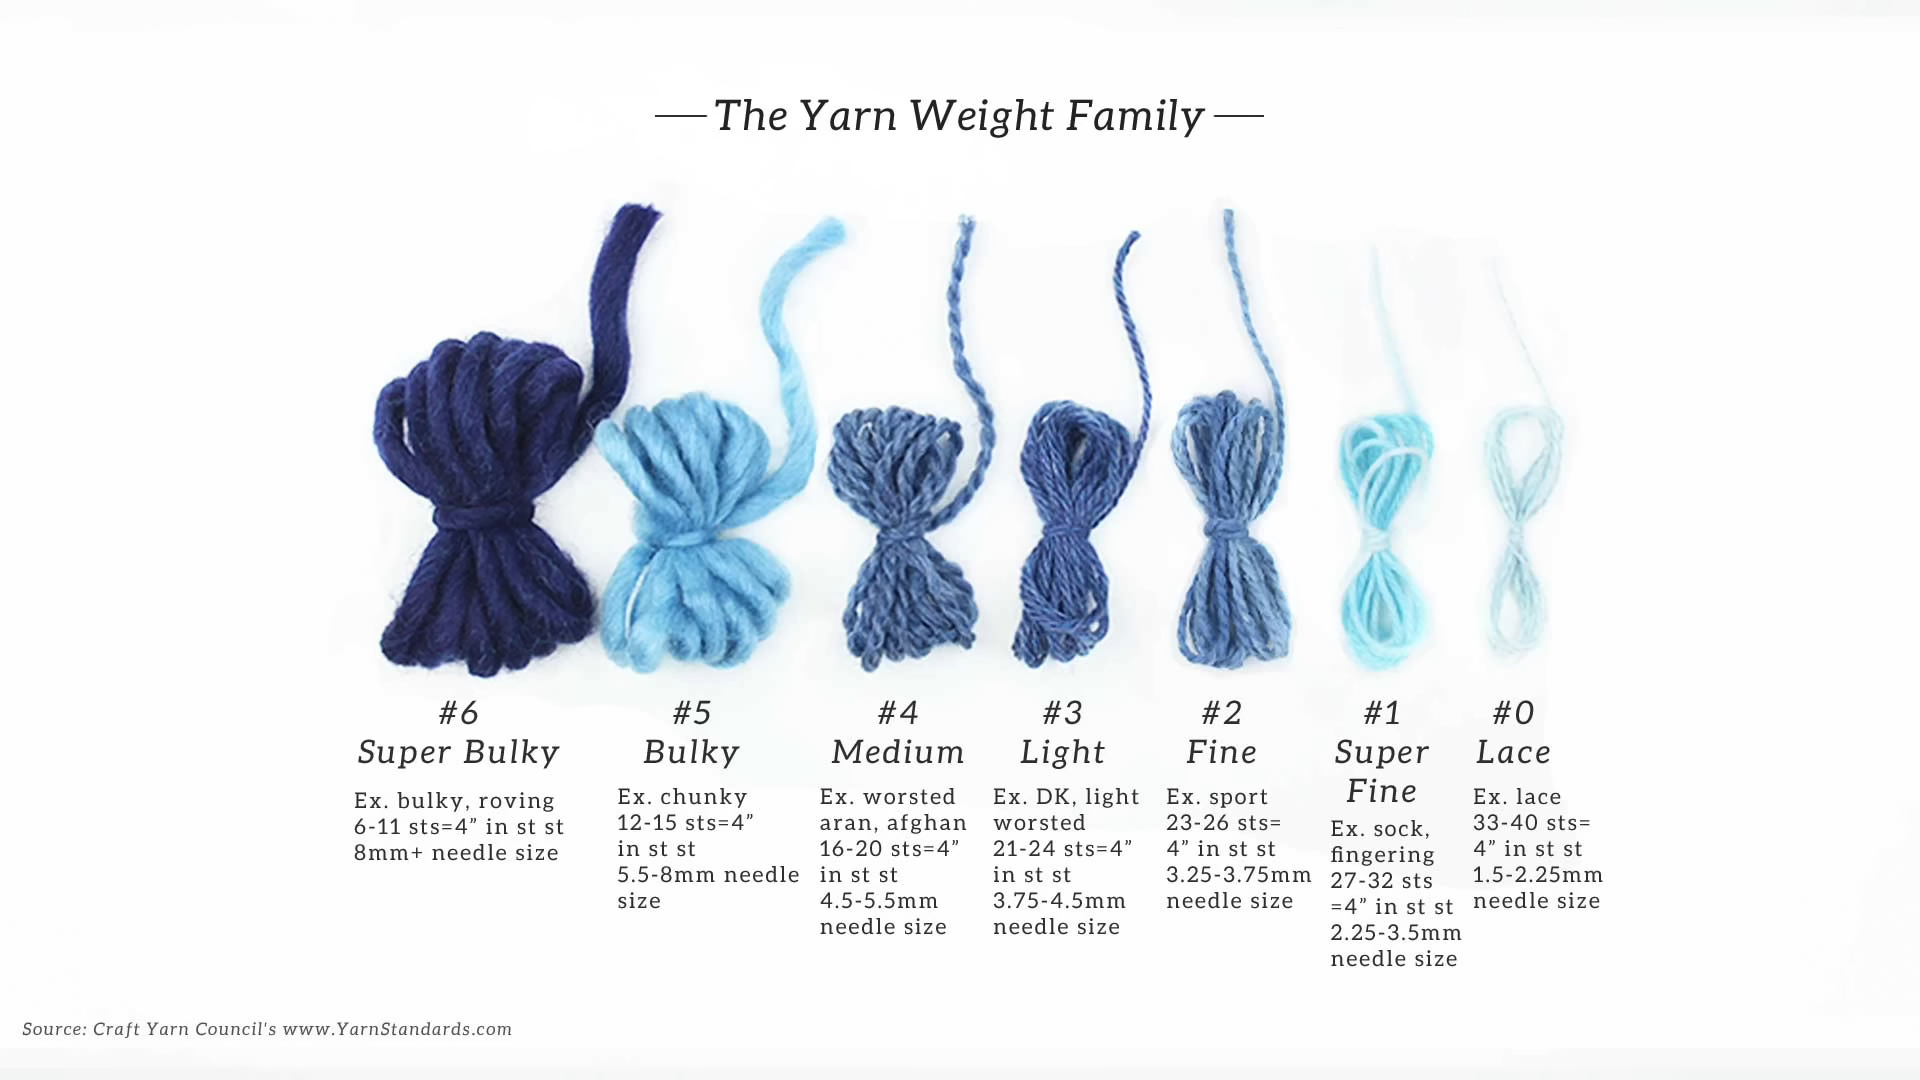 The Yarn Weight Family
#6
Super Bulky
Ex. bulky, roving
6-11 sts=4” in st st
8mm+ needle size
#5
Bulky
Ex. chunky
12-15 sts=4”
in st st
5.5-8mm needle
size
#4
Medium
Ex. worsted
aran, afghan
16-20 sts=4”
in st st
4.5-5.5mm
needle size
#3
Light
Ex. DK, light
worsted
21-24 sts=4”
in st st
3.75-4.5mm
needle size
#2
Fine
Ex. sport
23-26 sts=
4” in st st
3.25-3.75mm
needle size
#1
Super
Fine
Ex. sock,
fingering
27-32 sts
=4” in st st
2.25-3.5mm
needle size
#0
Lace
Ex. lace
33-40 sts=
4” in st st
1.5-2.25mm
needle size
Source: Craft Yarn Council's www.YarnStandards.com